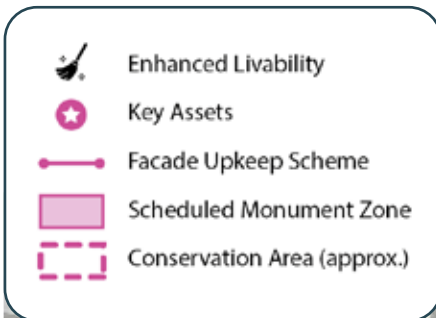 Enhanced Livability
Key Assets
Facade Upkeep Scheme
Scheduled Monument Zone
Conservation Area (approx.)